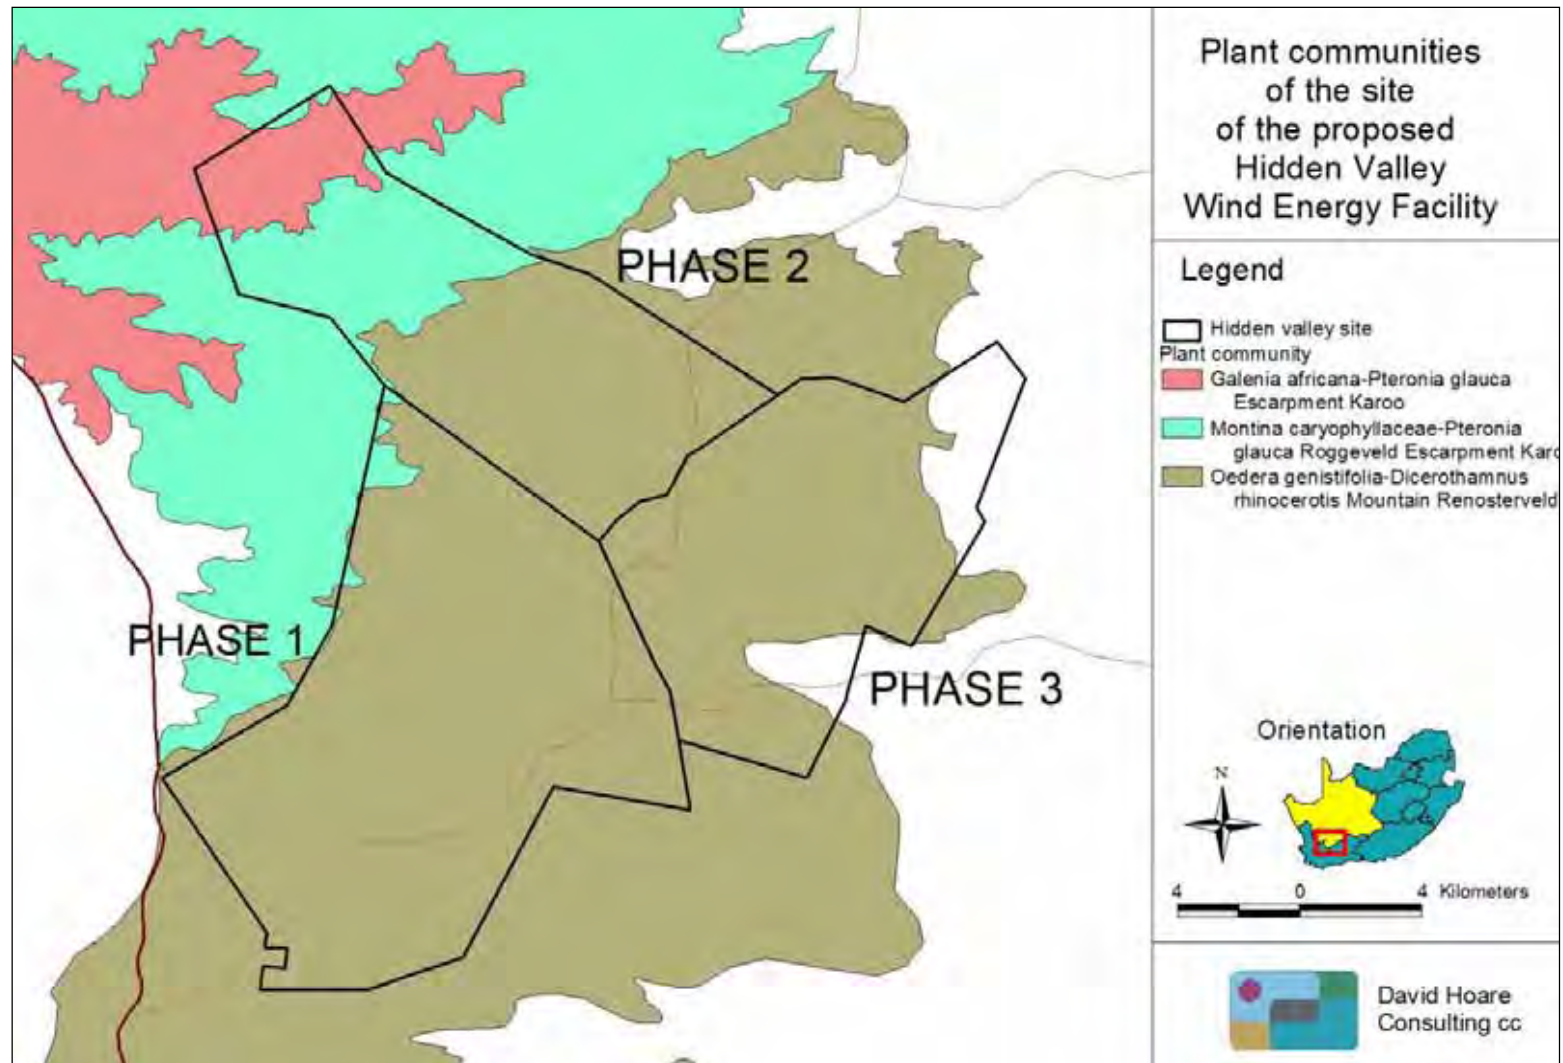 Plant communities
of the site
of the proposed
Hidden Valley
Wind Energy Facility
Legend
Hidden valley site
Plant community
Galenia africana-Pteronia glauca
Escarpment Karoo
Montina caryophyllaceae-Pteronia
glauca Roggeveld Escarpment Karo
Oedera genistifolia-Dicerothamnus
rhinocerotis Mountain Renosterveld
PHASE 2
PHASE 1
PHASE 3
Orientation
N
4 0 4 Kilometers
David Hoare
Consulting cc